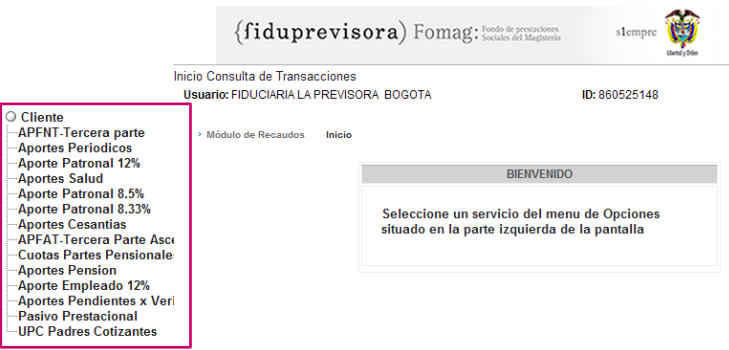 {fiduprevisora) Fomag: Fondo de prestaciones
Sociales del Magisterio
siempre
Libertad y Orden
Inicio Consulta de Transacciones
Usuario: FIDUCIARIA LA PREVISORA BOGOTA ID: 860525148
Cliente
APFNT-Tercera parte
Aportes Periodicos
Aporte Patronal 12%
Aportes Salud
Aporte Patronal 8.5%
Aporte Patronal 8.33%
Aportes Cesantias
APFAT-Tercera Parte Asce
Cuotas Partes Pensionale
Aportes Pension
Aporte Empleado 12%
Aportes Pendientes x Veri
Pasivo Prestacional
UPC Padres Cotizantes
› Módulo de Recaudos Inicio
BIENVENIDO
Seleccione un servicio del menu de Opciones
situado en la parte izquierda de la pantalla